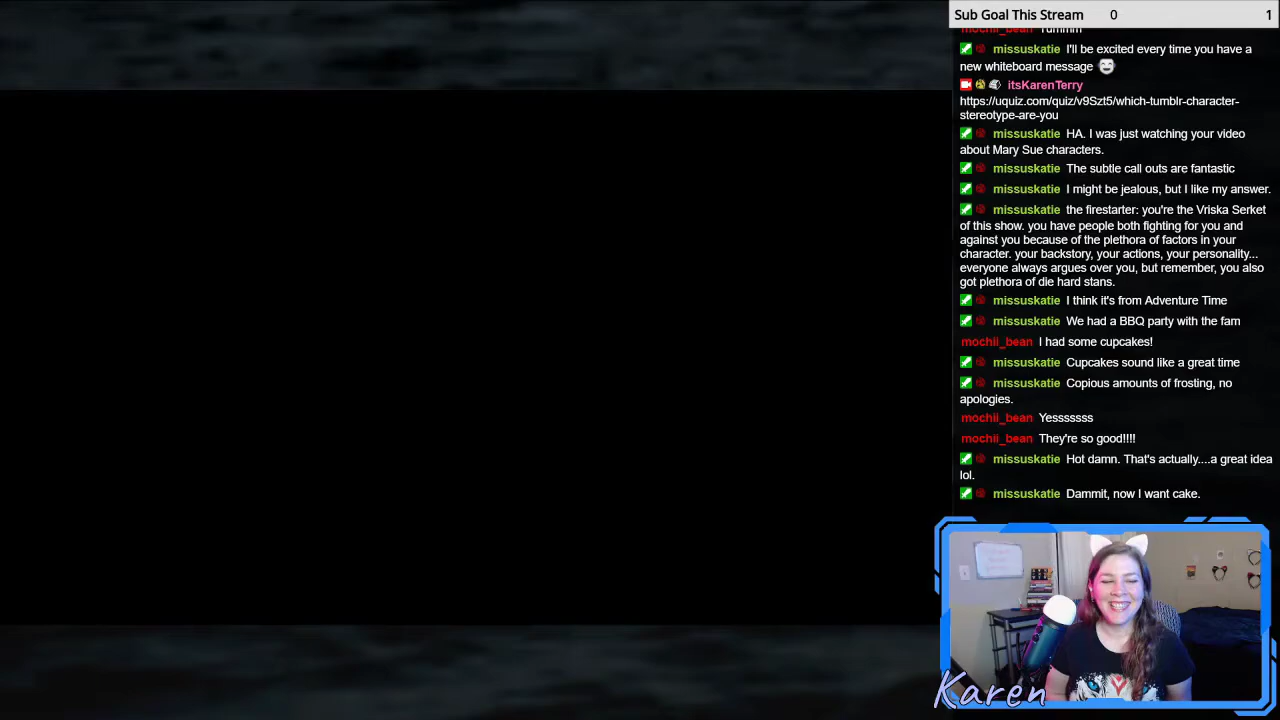 Sub Goal This Stream 0 1
missuskatie I'll be excited every time you have a
new whiteboard message
itsKarenTerry
https://uquiz.com/quiz/v9Szt5/which-tumblr-character-
stereotype-are-you
missuskatie HA. I was just watching your video
about Mary Sue characters.
missuskatie The subtle call outs are fantastic
missuskatie I might be jealous, but I like my answer.
missuskatie the firestarter: you're the Vriska Serket
of this show. you have people both fighting for you and
against you because of the plethora of factors in your
character. your backstory, your actions, your personality...
everyone always argues over you, but remember, you also
got plethora of die hard stans.
missuskatie I think it's from Adventure Time
missuskatie We had a BBQ party with the fam
mochii_bean I had some cupcakes!
missuskatie Cupcakes sound like a great time
missuskatie Copious amounts of frosting, no
apologies.
mochii_bean Yesssssss
mochii_bean They're so good!!!!
missuskatie Hot damn. That's actually....a great idea
lol.
missuskatie Dammit, now I want cake.
Karen